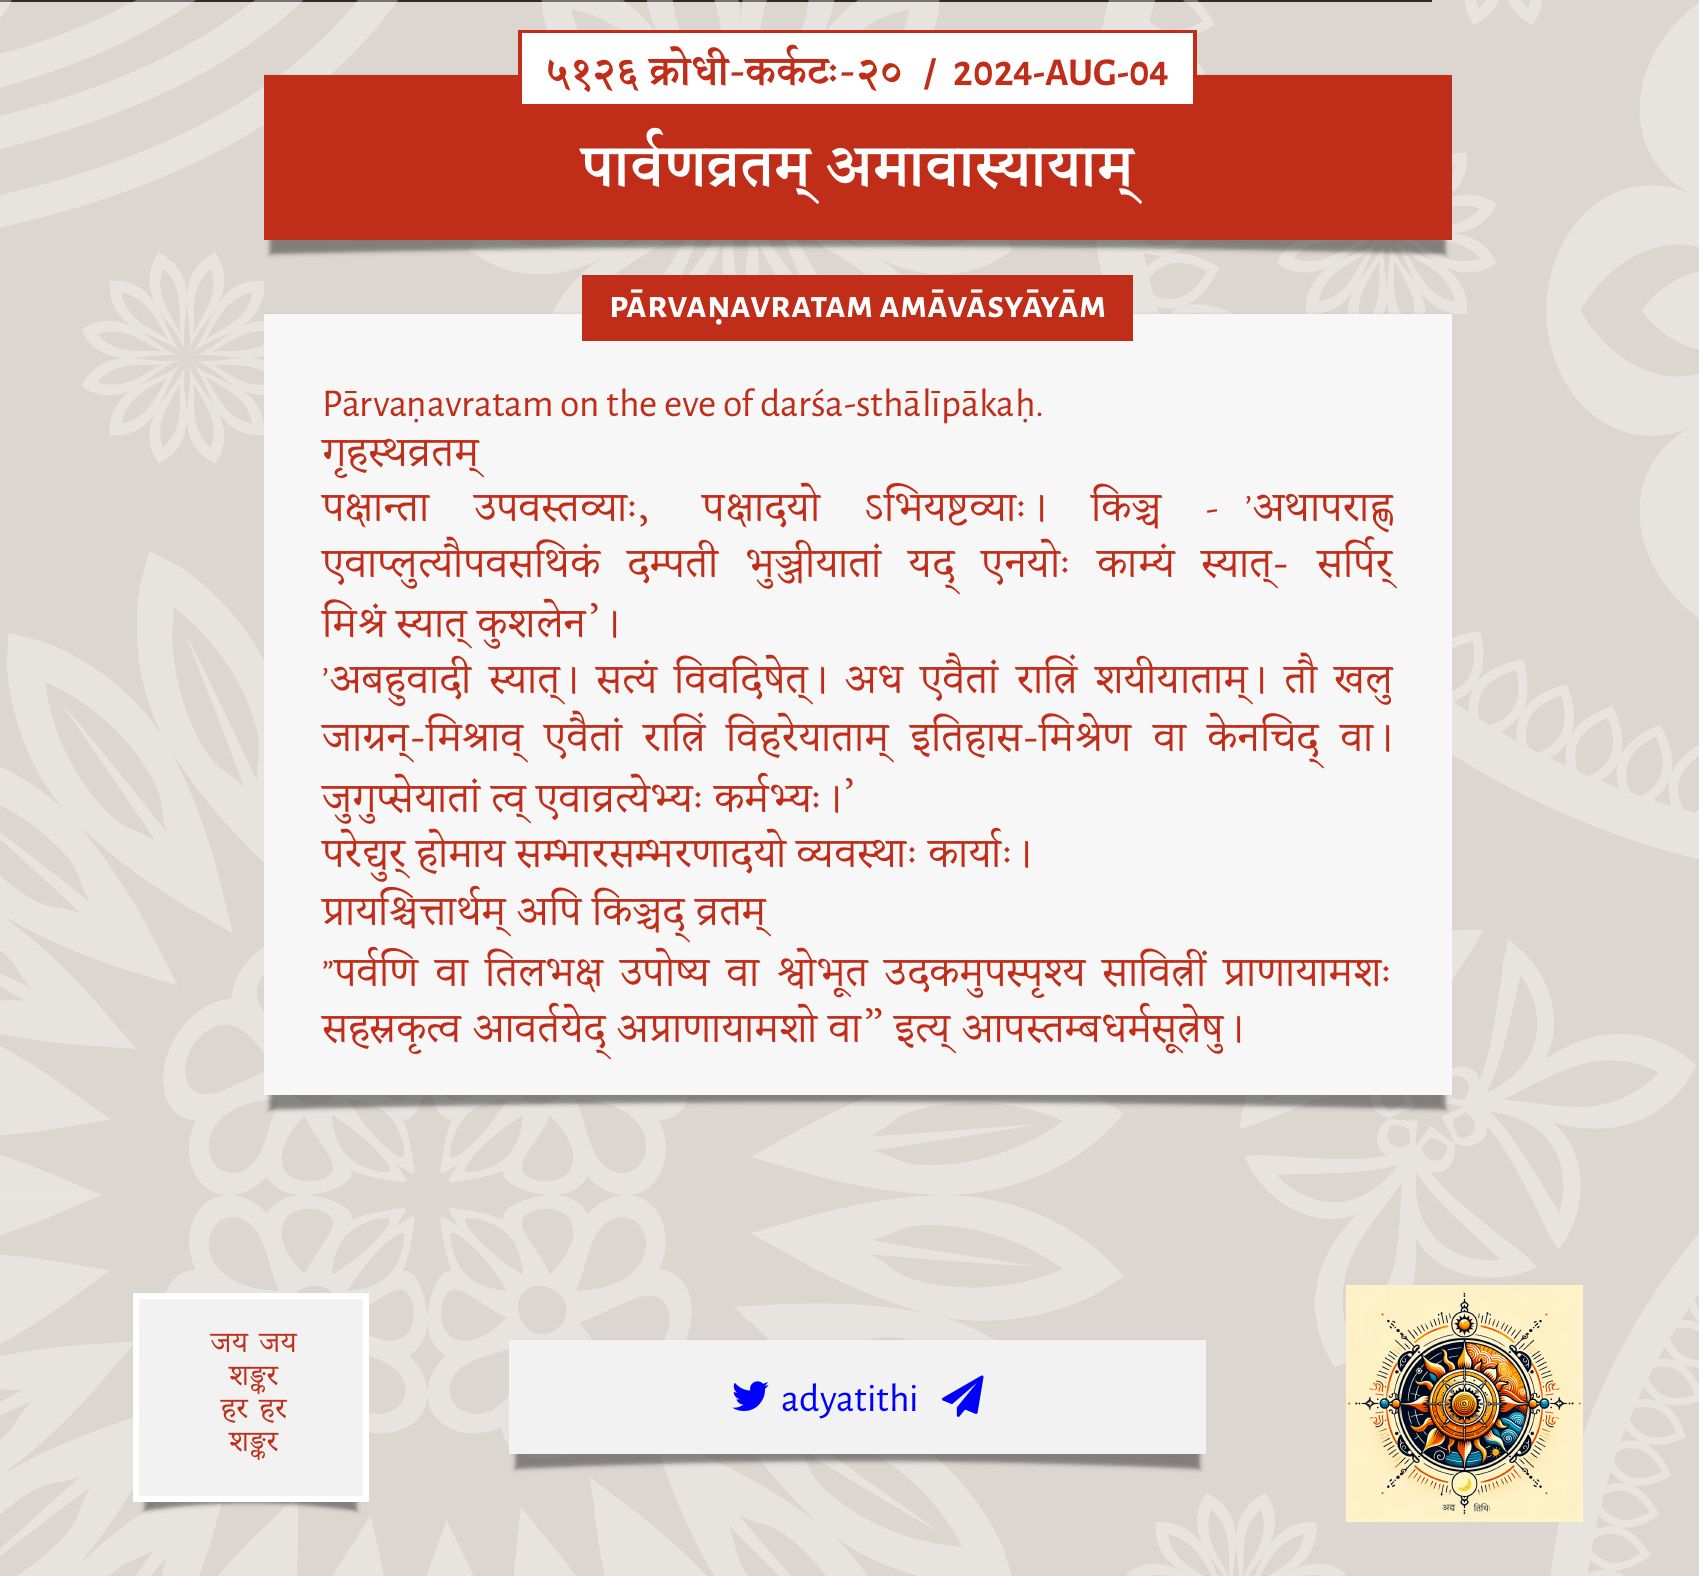 ५१२६ क्रोधी-कर्कटः-२० / 2024-AUG-04
पार्वणव्रतम् अमावास्यायाम्
PĀRVAṆAVRATAM AMĀVĀSYĀYĀM
Pārvaṇavratam on the eve of darśa-sthālīpākaḥ.
गृहस्थव्रतम्
पक्षान्ता उपवस्तव्याः, पक्षादयो ऽभियष्टव्याः। किञ्च - ’अथापराह्ण
एवाप्लुत्यौपवसथिकं दम्पती भुञ्जीयातां यद् एनयोः काम्यं स्यात्- सर्पिर्
मिश्रं स्यात् कुशलेन’।
’अबहुवादी स्यात्। सत्यं विवदिषेत्। अध एवैतां रात्रिं शयीयाताम्। तौ खलु
जाग्रन्-मिश्राव् एवैतां रात्रिं विहरेयाताम् इतिहास-मिश्रेण वा केनचिद् वा।
जुगुप्सेयातां त्व् एवाव्रत्येभ्यः कर्मभ्यः।’
परेद्युर् होमाय सम्भारसम्भरणादयो व्यवस्थाः कार्याः।
प्रायश्चित्तार्थम् अपि किञ्चद् व्रतम्
”पर्वणि वा तिलभक्ष उपोष्य वा श्वोभूत उदकमुपस्पृश्य सावित्रीं प्राणायामशः
सहस्रकृत्व आवर्तयेद् अप्राणायामशो वा” इत्य् आपस्तम्बधर्मसूत्रेषु।
जय जय
शङ्कर
हर हर
शङ्कर
adyatithi
अद्य तिथिः